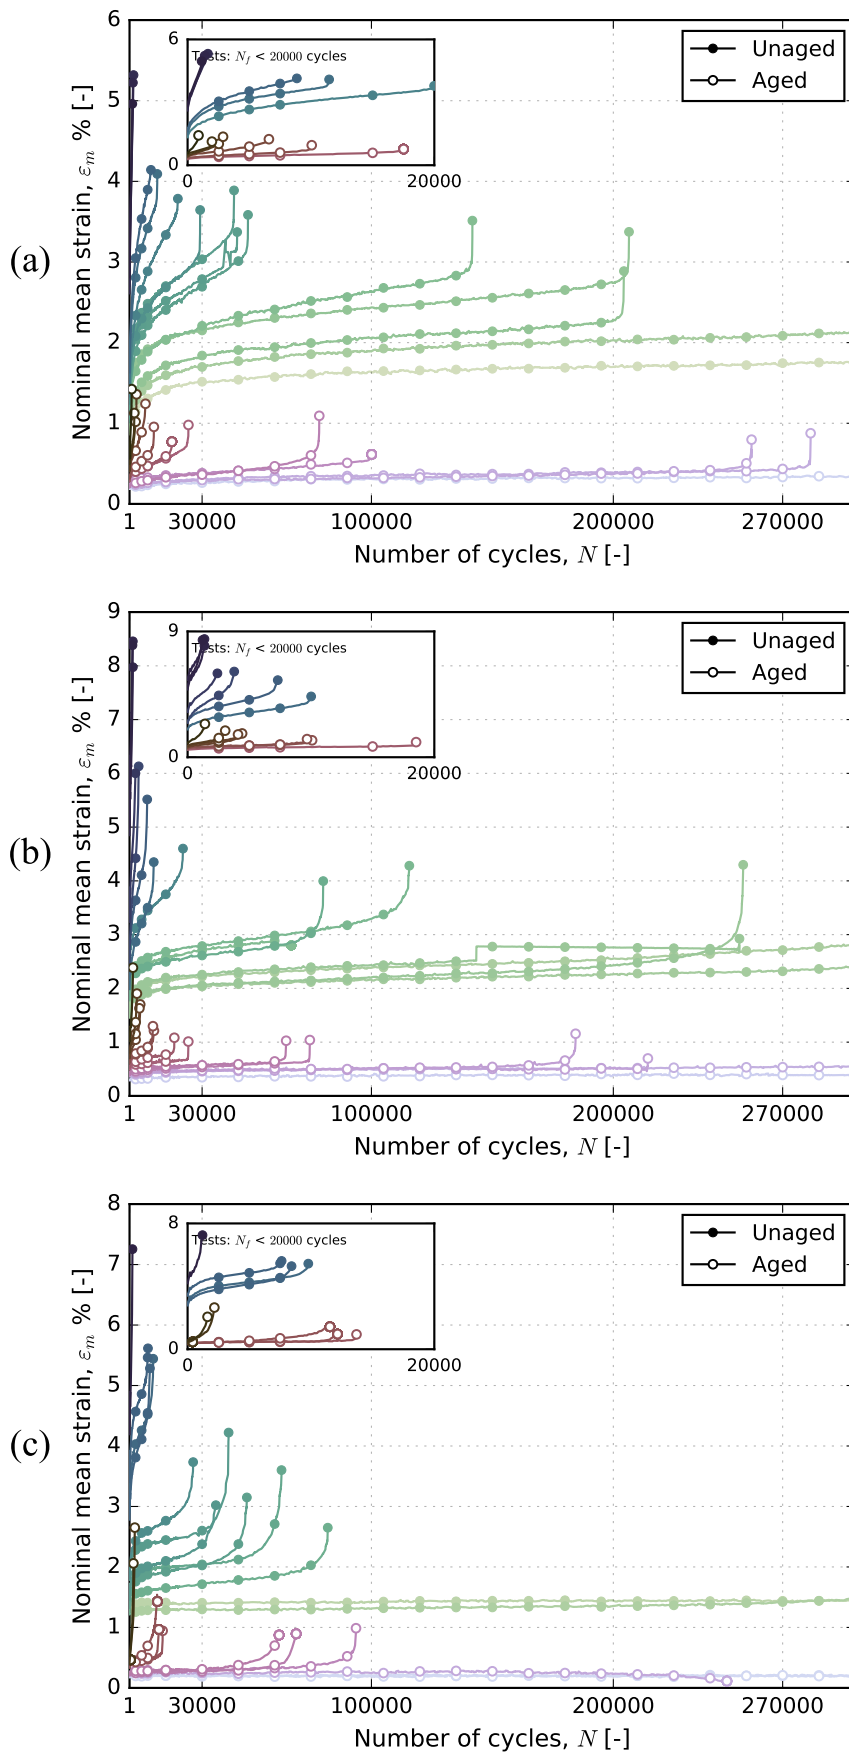 (a)
Nominal mean strain, εm % [-]
6
5
4
3
2
1
0
6
0
Tests: Nf < 20000 cycles
0 20000
Unaged
Aged
1 30000 100000 200000 270000
Number of cycles, N [-]
(b)
Nominal mean strain, εm % [-]
9
8
7
6
5
4
3
2
1
0
9
0
Tests: Nf < 20000 cycles
0 20000
Unaged
Aged
1 30000 100000 200000 270000
Number of cycles, N [-]
(c)
Nominal mean strain, εm % [-]
8
7
6
5
4
3
2
1
0
8
0
Tests: Nf < 20000 cycles
0 20000
Unaged
Aged
1 30000 100000 200000 270000
Number of cycles, N [-]